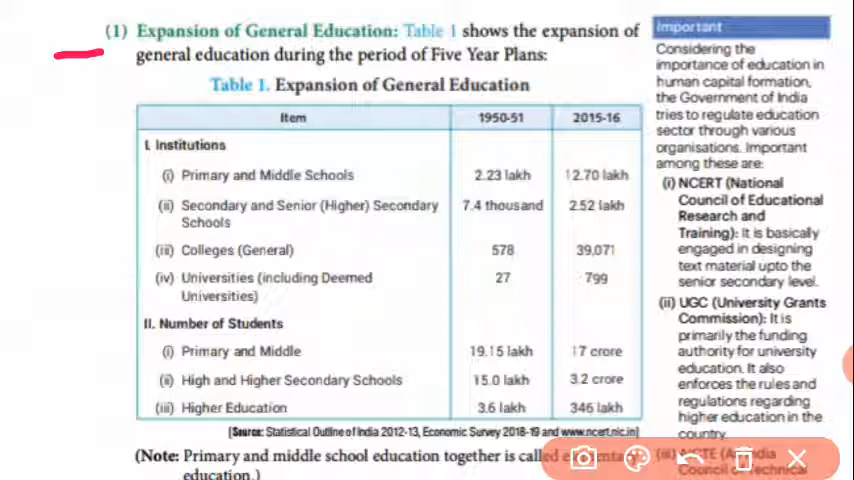 (1) Expansion of General Education: Table 1 shows the expansion of
general education during the period of Five Year Plans:
Table 1. Expansion of General Education
Item 1950-51 2015-16
I. Institutions
(i) Primary and Middle Schools 2.23 lakh 12.70 lakh
(ii) Secondary and Senior (Higher) Secondary 7.4 thousand 2.52 lakh
Schools
(iii) Colleges (General) 578 39,071
(iv) Universities (including Deemed 27 799
Universities)
II. Number of Students
(i) Primary and Middle 19.15 lakh 17 crore
(ii) High and Higher Secondary Schools 15.0 lakh 3.2 crore
(iii) Higher Education 3.6 lakh 346 lakh
[Source: Statistical Outline of India 2012-13, Economic Survey 2018-19 and www.ncert.nic.in]
(Note: Primary and middle school education together is called elementary
education.)
Important
Considering the
importance of education in
human capital formation,
the Government of India
tries to regulate education
sector through various
organisations. Important
among these are:
(i) NCERT (National
Council of Educational
Research and
Training): It is basically
engaged in designing
text material upto the
senior secondary level.
(ii) UGC (University Grants
Commission): It is
primarily the funding
authority for university
education. It also
enforces the rules and
regulations regarding
higher education in the
country
(iii) AICTE (All India
Council of Technical